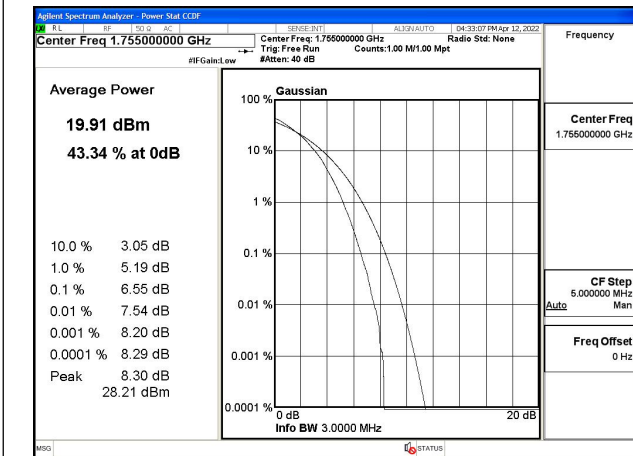 Agilent Spectrum Analyzer - Power Stat CCDF
RL RF 50 Ω AC SENSE:INT ALIGN AUTO 04:33:07 PM Apr 12, 2022
Center Freq 1.755000000 GHz
Center Freq: 1.755000000 GHz Radio Std: None
Trig: Free Run Counts:1.00 M/1.00 Mpt
#IFGain:Low #Atten: 40 dB
Frequency
Center Freq
1.755000000 GHz
CF Step
5.000000 MHz
Auto Man
Freq Offset
0 Hz
Average Power
19.91 dBm
43.34 % at 0dB
10.0 % 3.05 dB
1.0 % 5.19 dB
0.1 % 6.55 dB
0.01 % 7.54 dB
0.001 % 8.20 dB
0.0001 % 8.29 dB
Peak 8.30 dB
28.21 dBm
Gaussian
100 %
10 %
1 %
0.1 %
0.01 %
0.001 %
0.0001 %
0 dB 20 dB
Info BW 3.0000 MHz
MSG STATUS